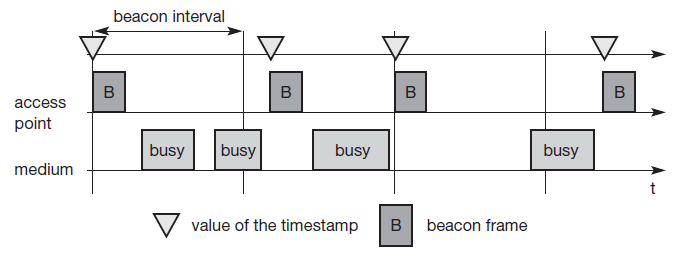 beacon interval
B B B B
access
point
busy busy busy busy
medium
t
value of the timestamp B beacon frame